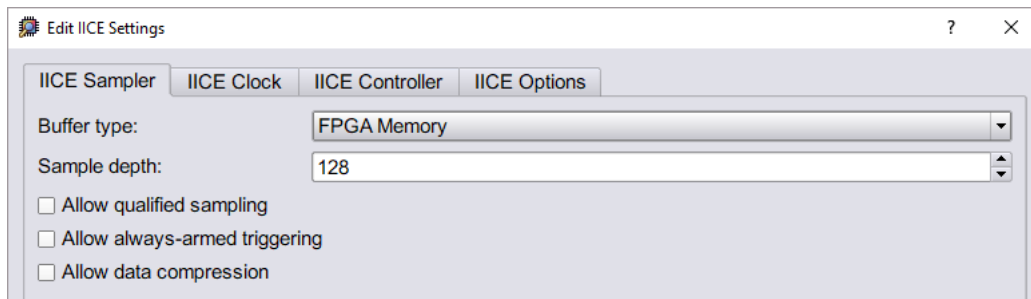 Edit IICE Settings ?
IICE Sampler IICE Clock IICE Controller IICE Options
Buffer type: FPGA Memory
Sample depth: 128
Allow qualified sampling
Allow always-armed triggering
Allow data compression